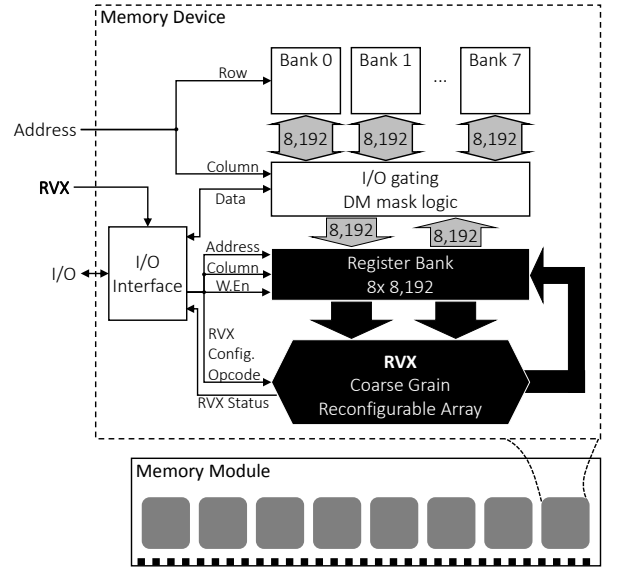 Memory Device
Bank 0
Bank 1
...
Bank 7
Row
Address
8,192
8,192
8,192
Column
I/O gating
DM mask logic
RVX
Data
8,192
8,192
I/O
I/O
Interface
Address
Column
W.En
Register Bank
8x 8,192
RVX
Config.
Opcode
RVX Status
RVX
Coarse Grain
Reconfigurable Array
Memory Module